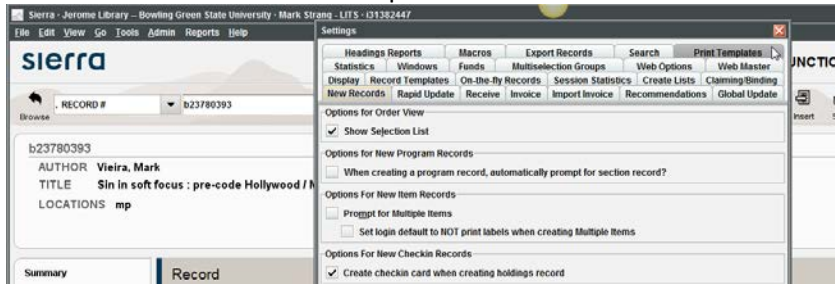 Sierra · Jerome Library – Bowling Green State University · Mark Strang - LITS · i31382447
File Edit View Go Tools Admin Reports Help
sierra
Browse
. RECORD #
b23780393
b23780393
AUTHOR Vieira, Mark
TITLE Sin in soft focus : pre-code Hollywood /
LOCATIONS mp
Summary
Record
Settings
Headings Reports Macros Export Records Search Print Templates
Statistics Windows Funds Multiselection Groups Web Options Web Master
Display Record Templates On-the-fly Records Session Statistics Create Lists Claiming/Binding
New Records Rapid Update Receive Invoice Import Invoice Recommendations Global Update
Options for Order View
Show Selection List
Options for New Program Records
When creating a program record, automatically prompt for section record?
Options For New Item Records
Prompt for Multiple Items
Set login default to NOT print labels when creating Multiple Items
Options For New Checkin Records
Create checkin card when creating holdings record
Insert